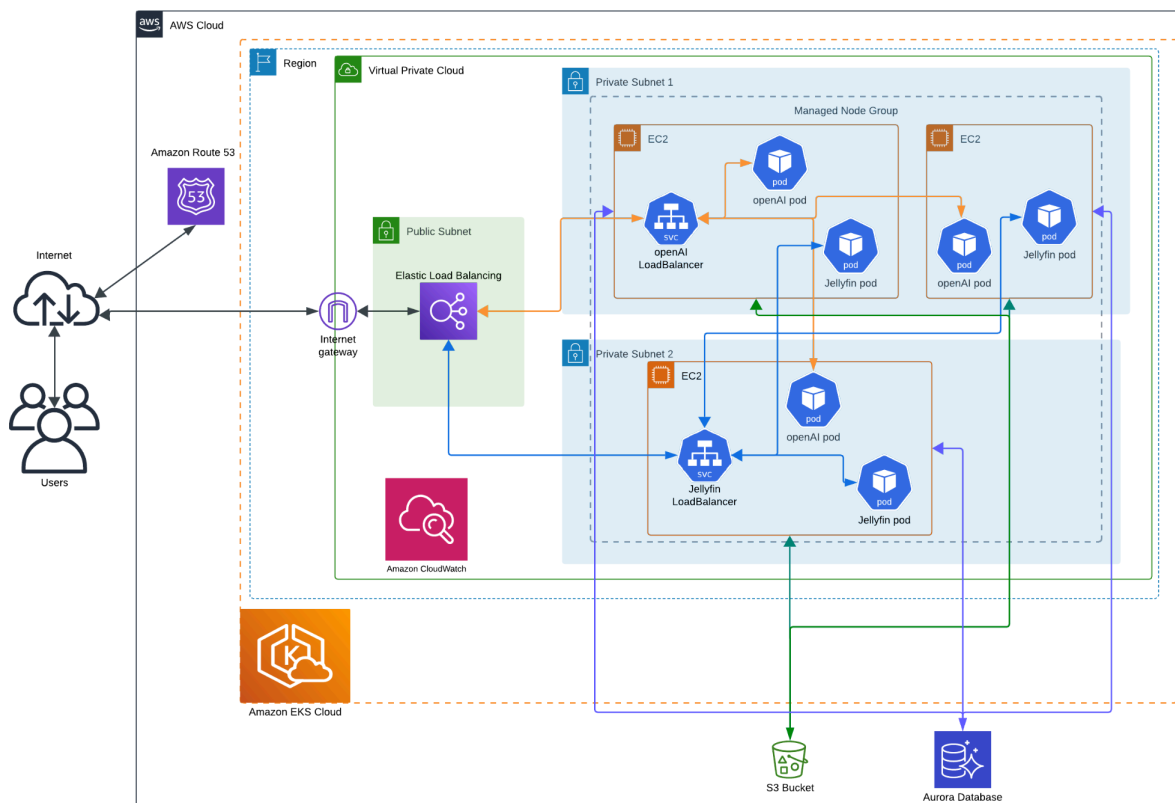 aws
AWS Cloud
Region
Virtual Private Cloud
Private Subnet 1
Managed Node Group
EC2
EC2
pod
openAI pod
svc
openAI
LoadBalancer
pod
Jellyfin pod
pod
openAI pod
pod
Jellyfin pod
Amazon Route 53
53
Public Subnet
Elastic Load Balancing
Internet
Internet
gateway
Users
Private Subnet 2
EC2
pod
openAI pod
svc
Jellyfin
LoadBalancer
pod
Jellyfin pod
Amazon CloudWatch
K
Amazon EKS Cloud
S3 Bucket
Aurora Database